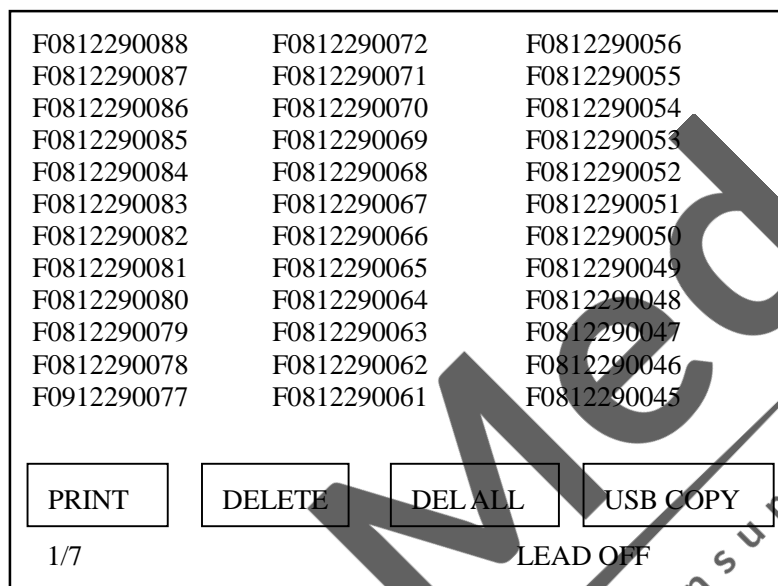 F0812290088 F0812290072 F0812290056
F0812290087 F0812290071 F0812290055
F0812290086 F0812290070 F0812290054
F0812290085 F0812290069 F0812290053
F0812290084 F0812290068 F0812290052
F0812290083 F0812290067 F0812290051
F0812290082 F0812290066 F0812290050
F0812290081 F0812290065 F0812290049
F0812290080 F0812290064 F0812290048
F0812290079 F0812290063 F0812290047
F0812290078 F0812290062 F0812290046
F0912290077 F0812290061 F0812290045
PRINT DELETE DEL ALL USB COPY
1/7 LEAD OFF
Med